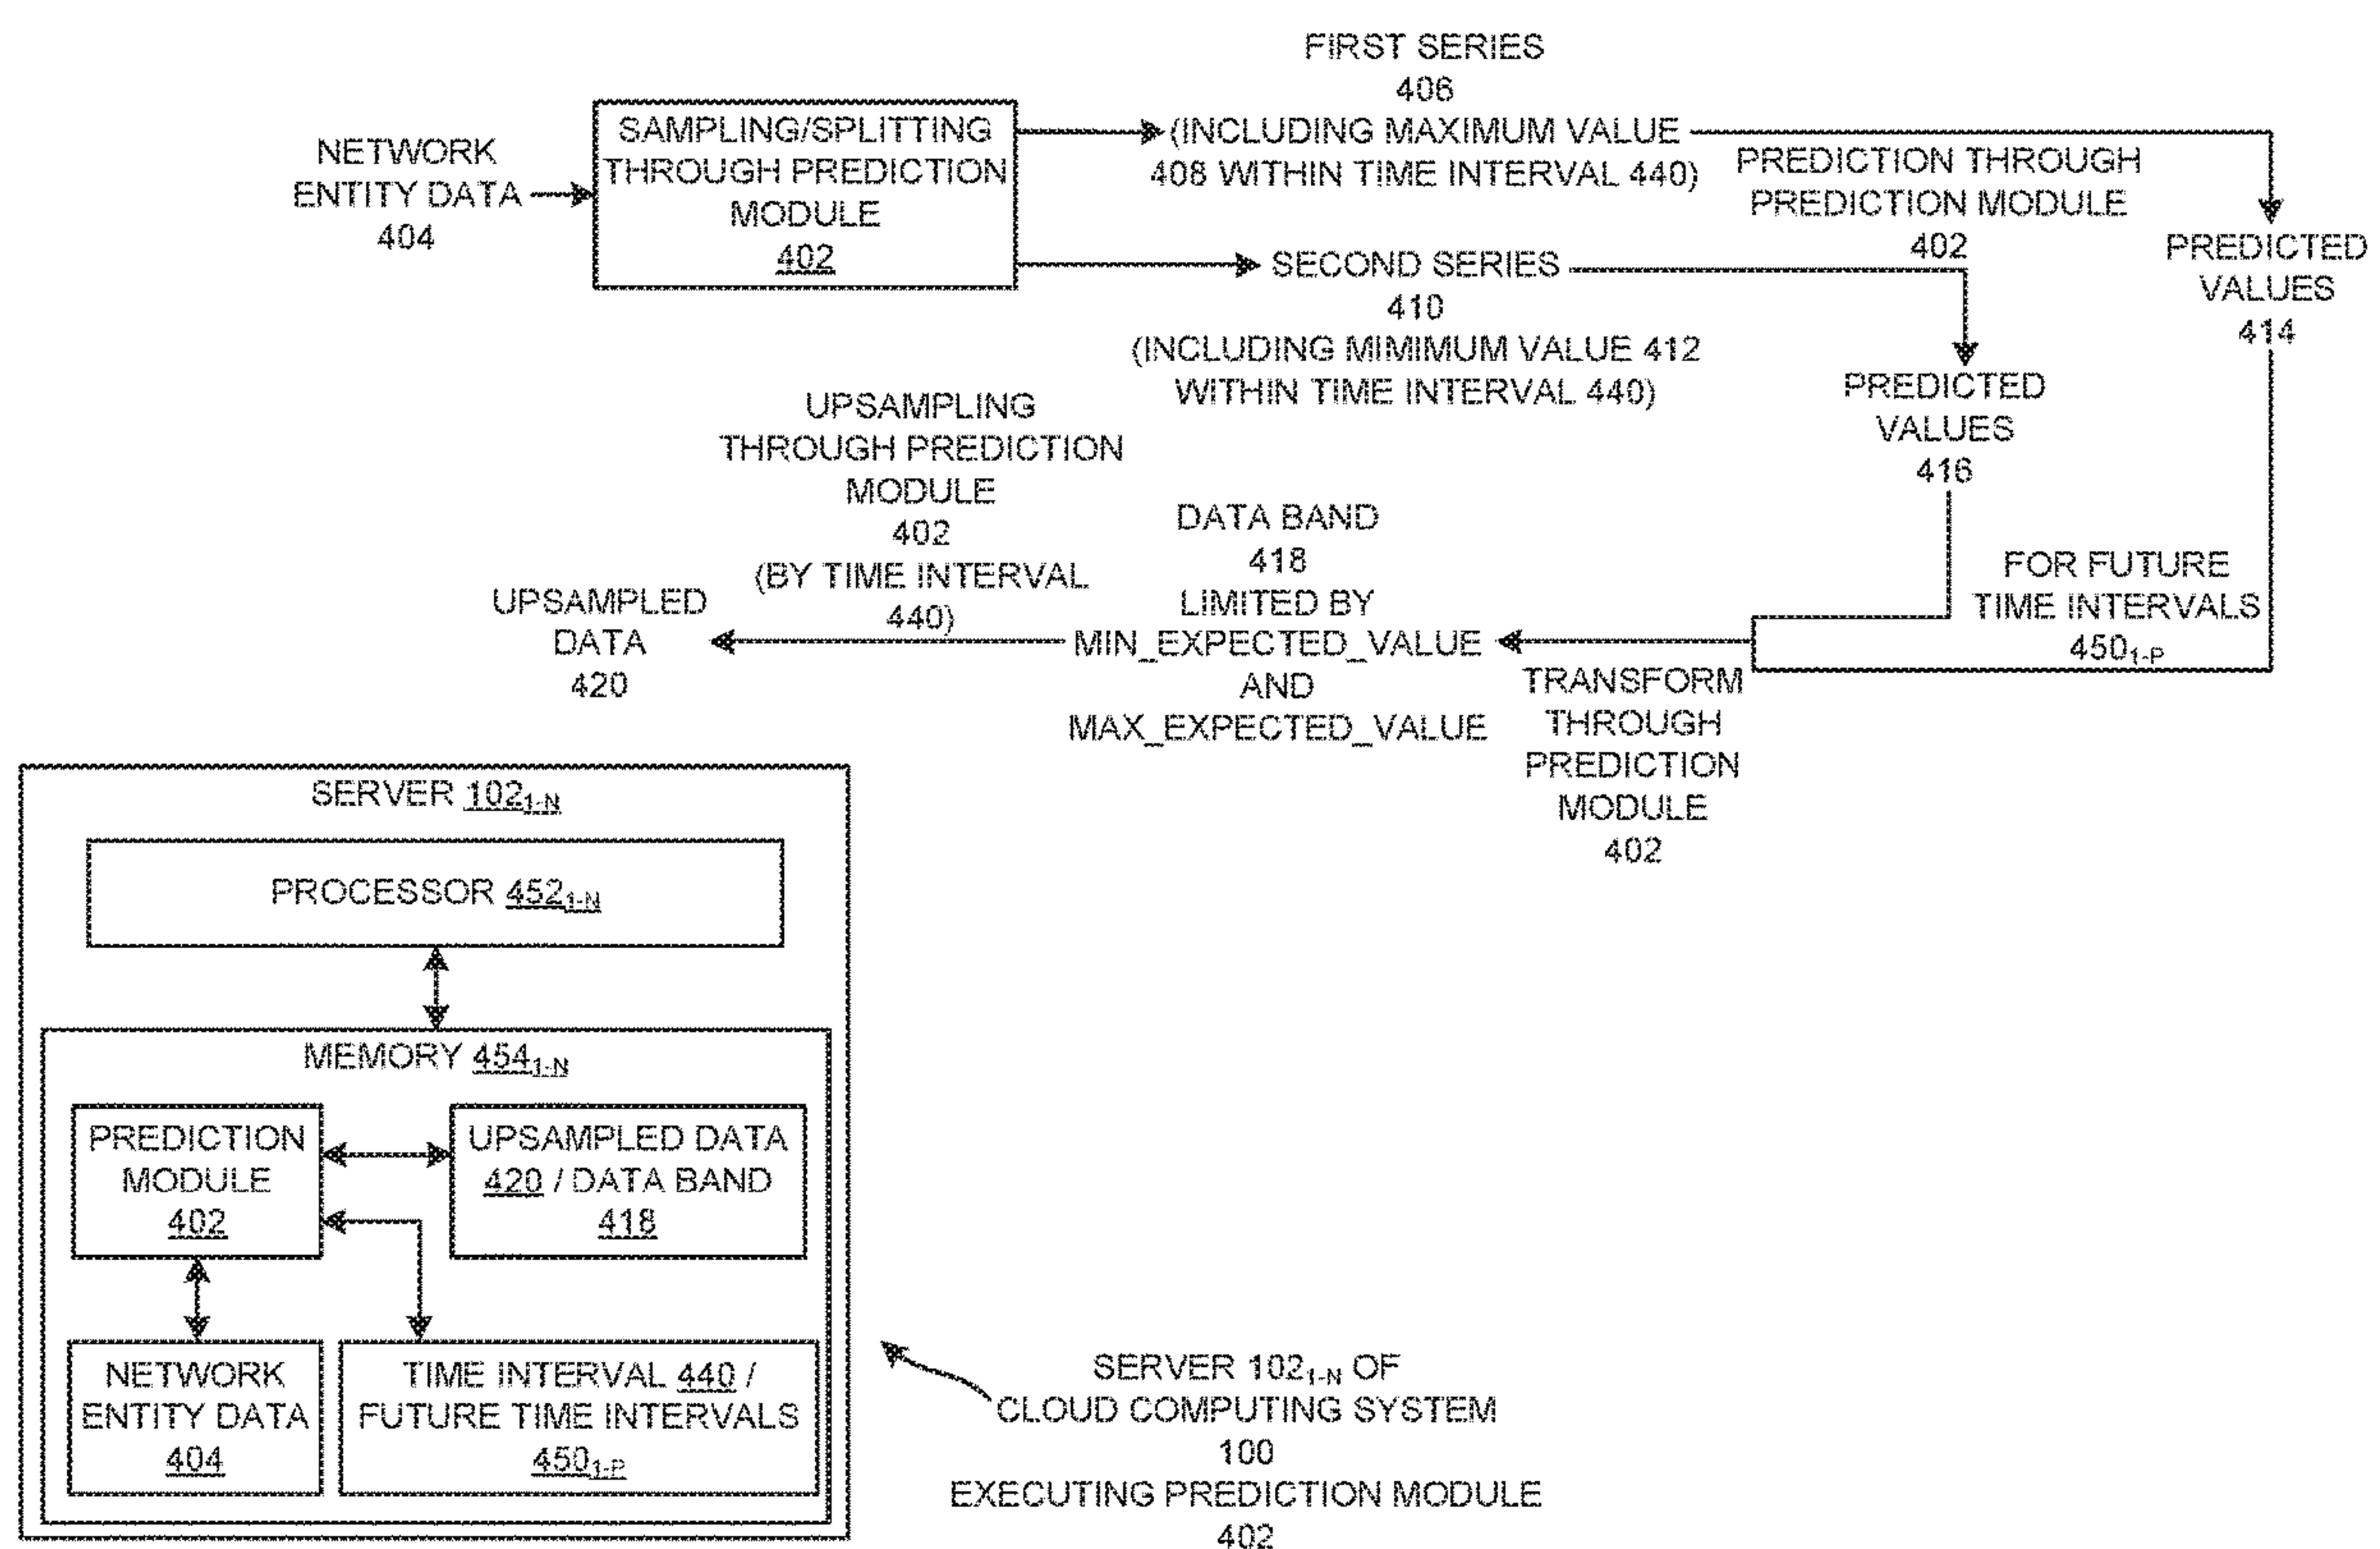 FIRST SERIES
406
(INCLUDING MAXIMUM VALUE
408 WITHIN TIME INTERVAL 440)
NETWORK
ENTITY DATA
404
SAMPLING/SPLITTING
THROUGH PREDICTION
MODULE
402
PREDICTION THROUGH
PREDICTION MODULE
402
PREDICTED
VALUES
414
SECOND SERIES
410
(INCLUDING MIMIMUM VALUE 412
WITHIN TIME INTERVAL 440)
PREDICTED
VALUES
416
UPSAMPLING
THROUGH PREDICTION
MODULE
402
(BY TIME INTERVAL
440)
DATA BAND
418
LIMITED BY
MIN_EXPECTED_VALUE
AND
MAX_EXPECTED_VALUE
FOR FUTURE
TIME INTERVALS
4501-P
UPSAMPLED
DATA
420
TRANSFORM
THROUGH
PREDICTION
MODULE
402
SERVER 1021-N
PROCESSOR 4521-N
MEMORY 4541-N
PREDICTION
MODULE
402
UPSAMPLED DATA
420 / DATA BAND
418
NETWORK
ENTITY DATA
404
TIME INTERVAL 440 /
FUTURE TIME INTERVALS
4501-P
SERVER 1021-N OF
CLOUD COMPUTING SYSTEM
100
EXECUTING PREDICTION MODULE
402